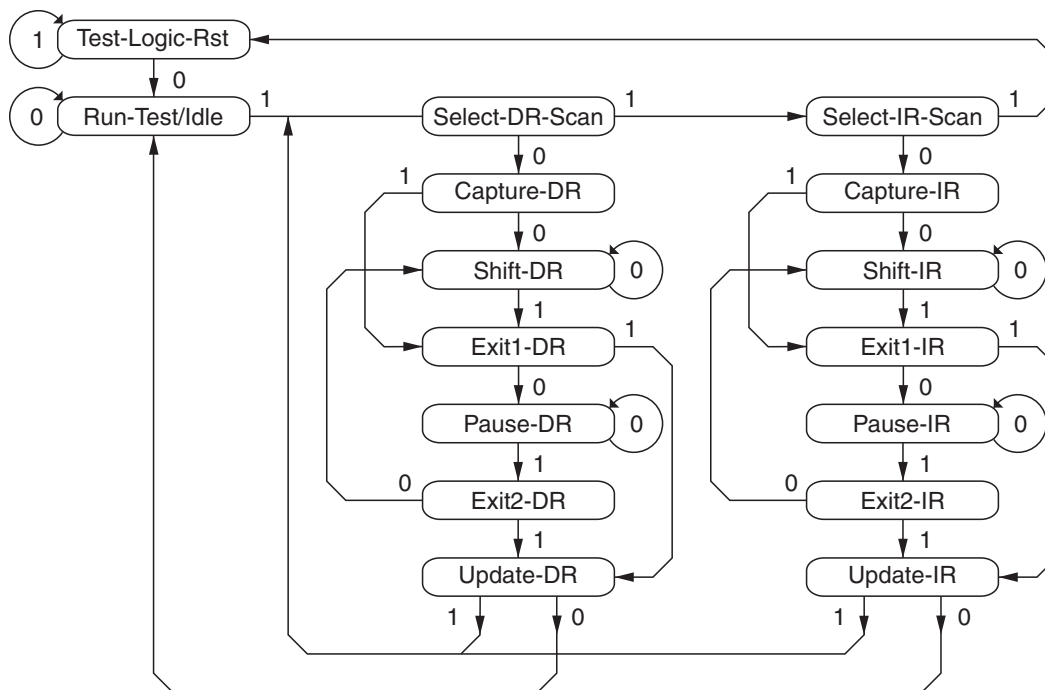 1 Test-Logic-Rst
0
0 Run-Test/Idle 1 Select-DR-Scan 1 Select-IR-Scan 1
0 0
1 Capture-DR 1 Capture-IR
0 0
Shift-DR 0 Shift-IR 0
1 1
Exit1-DR 1 Exit1-IR 1
0 0
Pause-DR 0 Pause-IR 0
1 1
0 Exit2-DR 0 Exit2-IR
1 1
Update-DR Update-IR
1 0 1 0